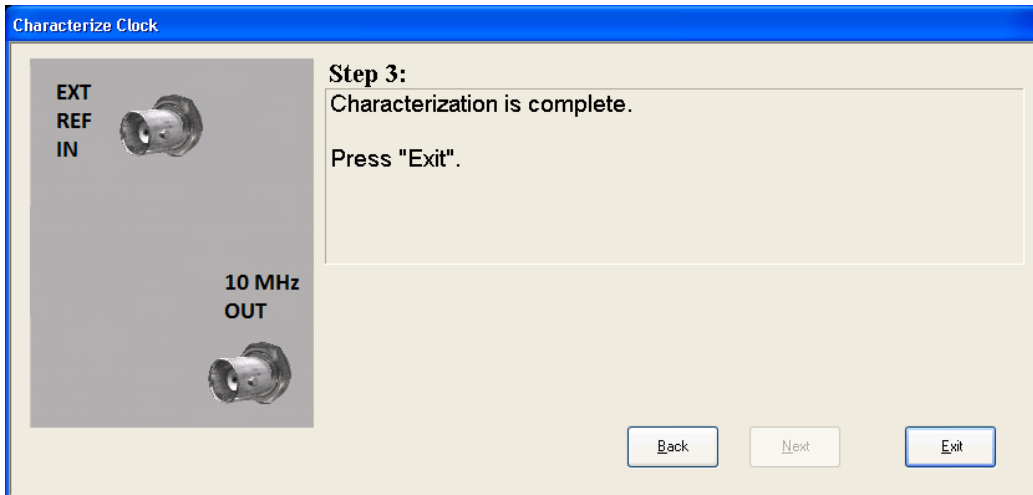 Characterize Clock
EXT
REF
IN
10 MHz
OUT
Step 3:
Characterization is complete.
Press "Exit".
Back
Next
Exit